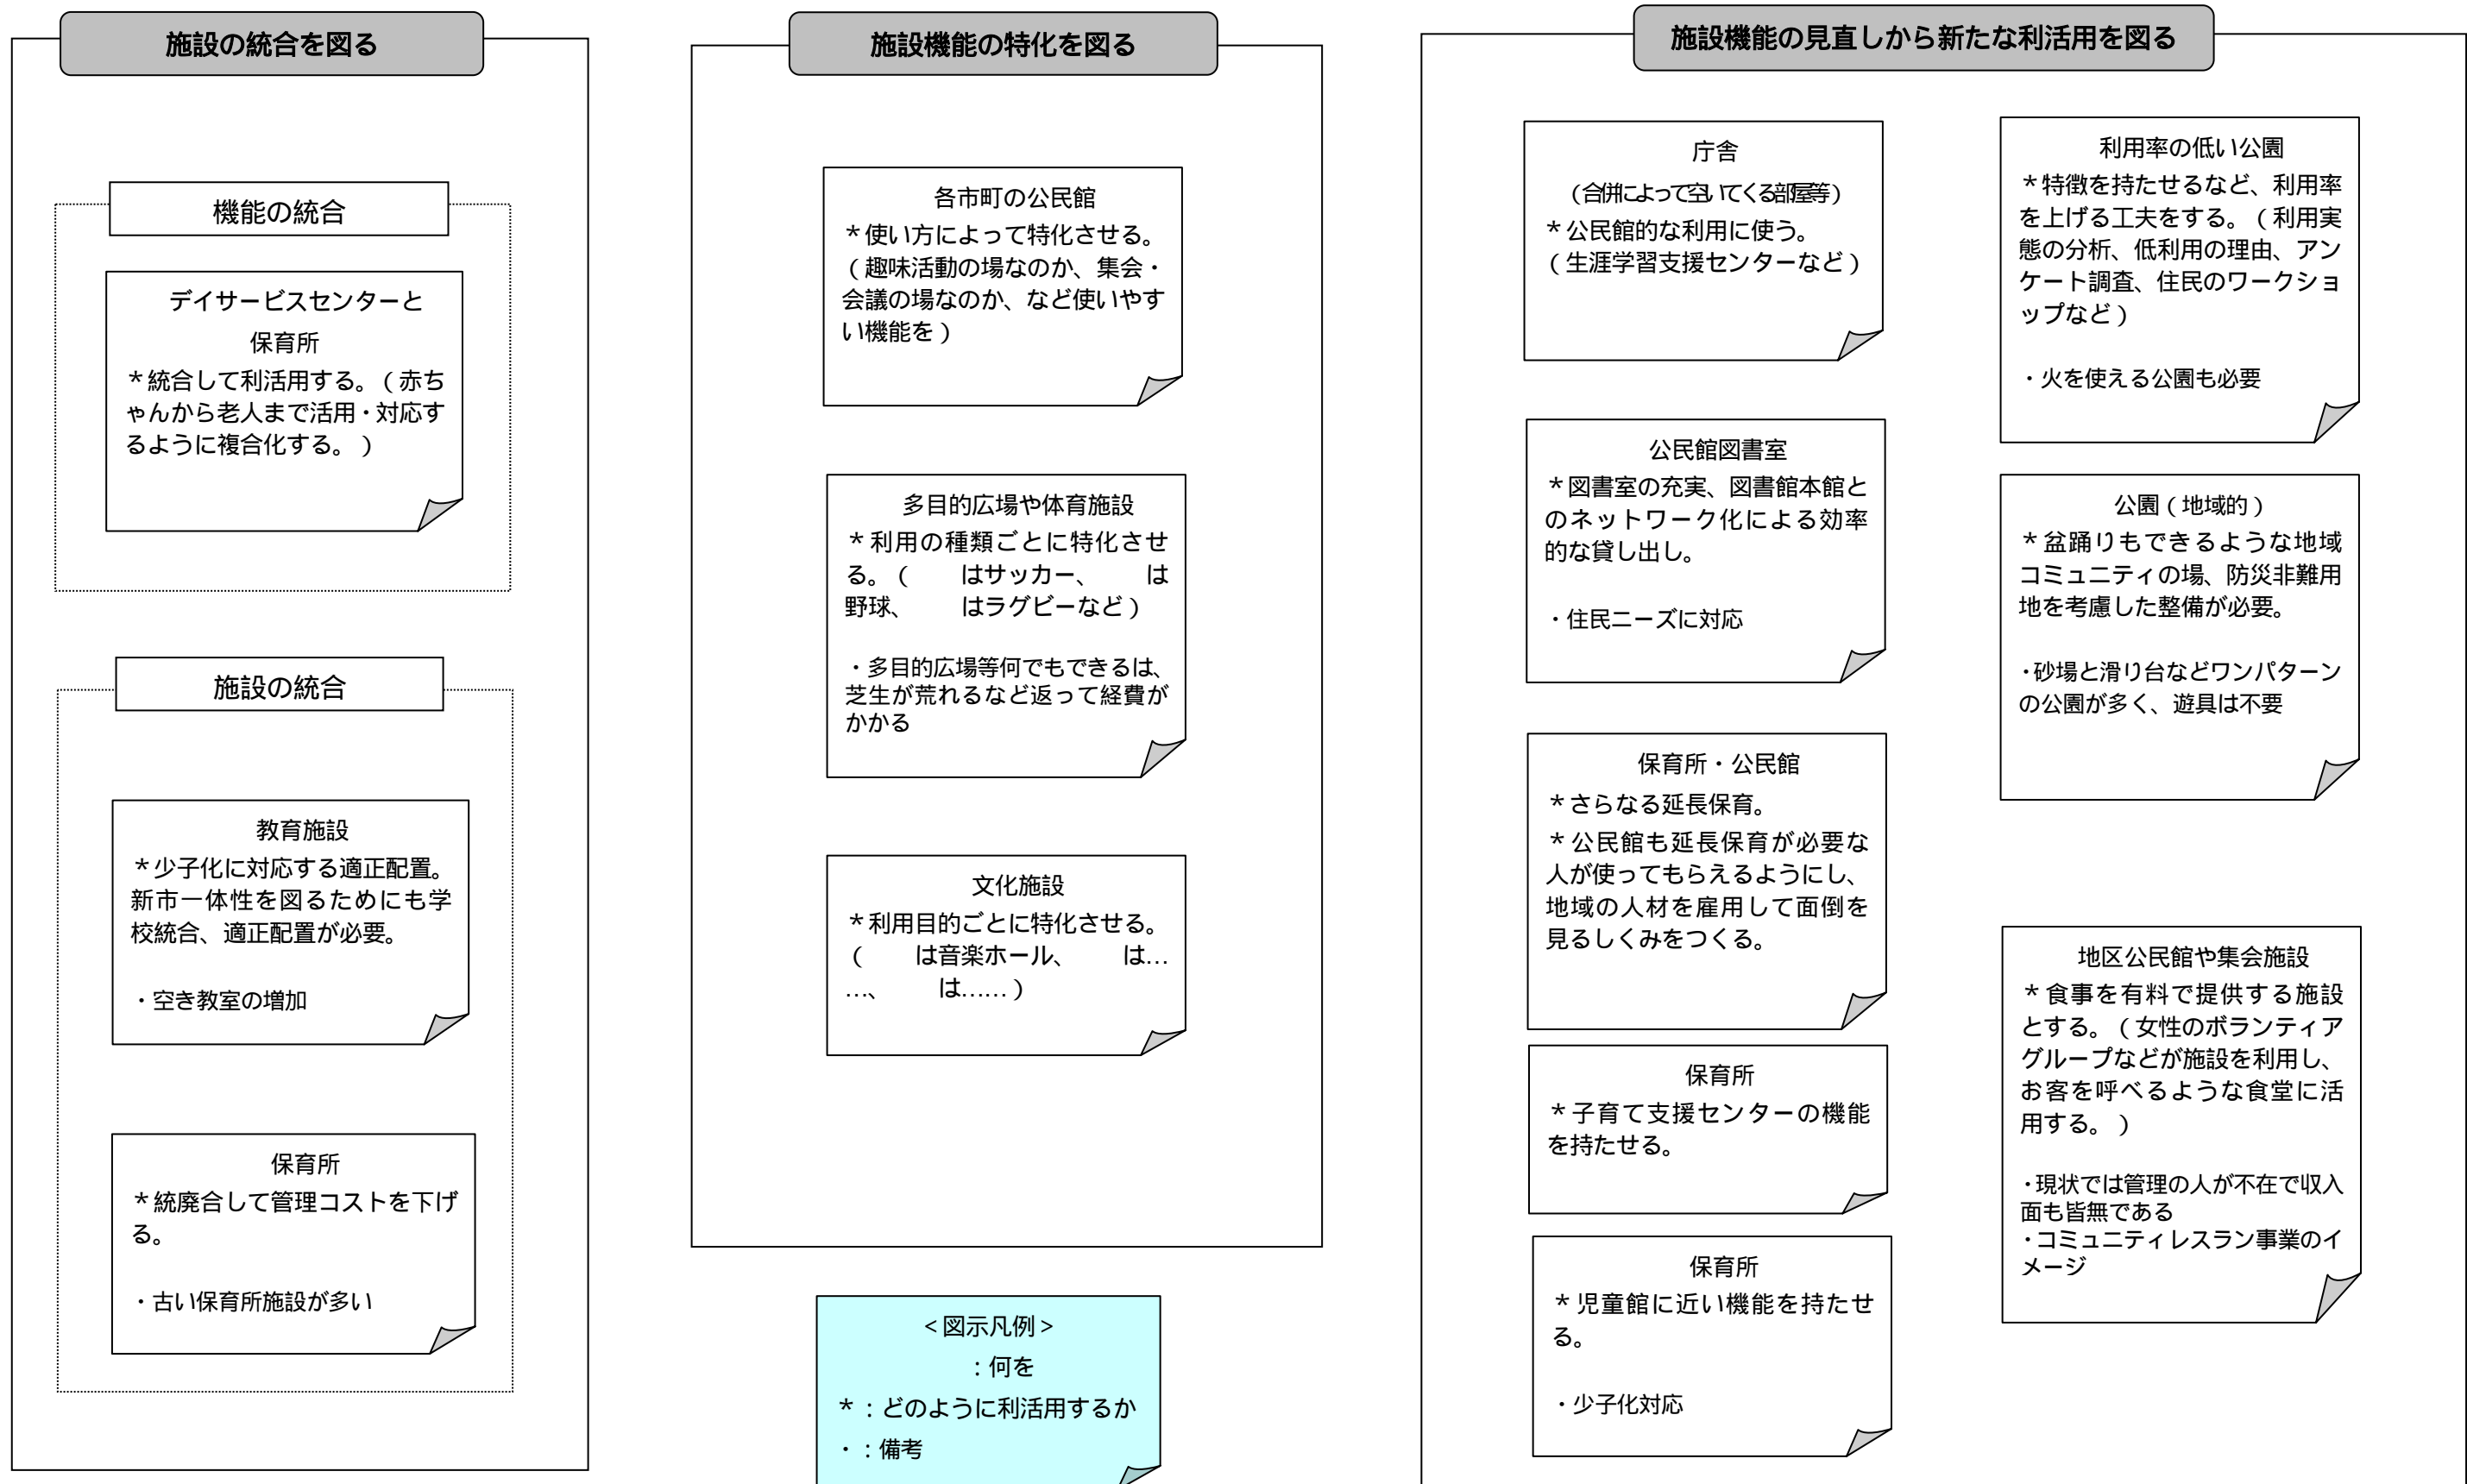 施設の統合を図る
機能の統合
デイサービスセンターと
保育所
＊統合して利活用する。（赤ち
ゃんから老人まで活用・対応す
るように複合化する。）
施設の統合
教育施設
＊少子化に対応する適正配置。
新市一体性を図るためにも学
校統合、適正配置が必要。
・空き教室の増加
保育所
＊統廃合して管理コストを下げ
る。
・古い保育所施設が多い
施設機能の特化を図る
各市町の公民館
＊使い方によって特化させる。
（趣味活動の場なのか、集会・
会議の場なのか、など使いやす
い機能を）
多目的広場や体育施設
＊利用の種類ごとに特化させ
る。（　　はサッカー、　　は
野球、　　はラグビーなど）
・多目的広場等何でもできるは、
芝生が荒れるなど返って経費が
かかる
文化施設
＊利用目的ごとに特化させる。
（　　は音楽ホール、　　は…
…、　　は……）
＜図示凡例＞
：何を
＊：どのように利活用するか
・：備考
施設機能の見直しから新たな利活用を図る
庁舎
（合併によって空いてくる部屋等）
＊公民館的な利用に使う。
（生涯学習支援センターなど）
公民館図書室
＊図書室の充実、図書館本館と
のネットワーク化による効率
的な貸し出し。
・住民ニーズに対応
保育所・公民館
＊さらなる延長保育。
＊公民館も延長保育が必要な
人が使ってもらえるようにし、
地域の人材を雇用して面倒を
見るしくみをつくる。
保育所
＊子育て支援センターの機能
を持たせる。
保育所
＊児童館に近い機能を持たせ
る。
・少子化対応
利用率の低い公園
＊特徴を持たせるなど、利用率
を上げる工夫をする。（利用実
態の分析、低利用の理由、アン
ケート調査、住民のワークショ
ップなど）
・火を使える公園も必要
公園（地域的）
＊盆踊りもできるような地域
コミュニティの場、防災非難用
地を考慮した整備が必要。
・砂場と滑り台などワンパターン
の公園が多く、遊具は不要
地区公民館や集会施設
＊食事を有料で提供する施設
とする。（女性のボランティア
グループなどが施設を利用し、
お客を呼べるような食堂に活
用する。）
・現状では管理の人が不在で収入
面も皆無である
・コミュニティレスラン事業のイ
メージ